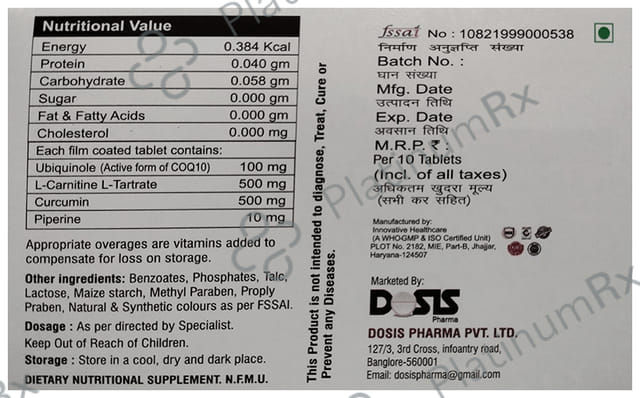 Nutritional Value
Energy 0.384 Kcal
Protein 0.040 gm
Carbohydrate 0.058 gm
Sugar 0.000 gm
Fat & Fatty Acids 0.000 gm
Cholesterol 0.000 mg
Each film coated tablet contains:
Ubiquinole (Active form of COQ10) 100 mg
L-Carnitine L-Tartrate 500 mg
Curcumin 500 mg
Piperine 10 mg
Appropriate overages are vitamins added to
compensate for loss on storage.
Other ingredients: Benzoates, Phosphates, Talc,
Lactose, Maize starch, Methyl Paraben, Proply
Praben, Natural & Synthetic colours as per FSSAI.
Dosage : As per directed by Specialist.
Keep Out of Reach of Children.
Storage : Store in a cool, dry and dark place.
DIETARY NUTRITIONAL SUPPLEMENT. N.F.M.U.
This Product is not intended to diagnose, Treat, Cure or
Prevent any Diseases.
fssai No : 10821999000538
निर्माण अनुज्ञप्ति संख्या
Batch No. :
घान संख्या
Mfg. Date
उत्पादन तिथि
Exp. Date
अवसान तिथि
M.R.P. ₹ :
Per 10 Tablets
(Incl. of all taxes)
अधिकतम खुदरा मूल्य
(सभी कर सहित)
Manufactured by:
Innovative Healthcare
(A WHO-GMP & ISO Certified Unit)
PLOT No. 2182, MIE, Part-B, Jhajjar,
Haryana-124507
Marketed By:
DOSIS
Pharma
DOSIS PHARMA PVT. LTD.
127/3, 3rd Cross, infoantry road,
Banglore-560001
Email: dosispharma@gmail.com
PlatinumRx
PlatinumRx
PlatinumRx